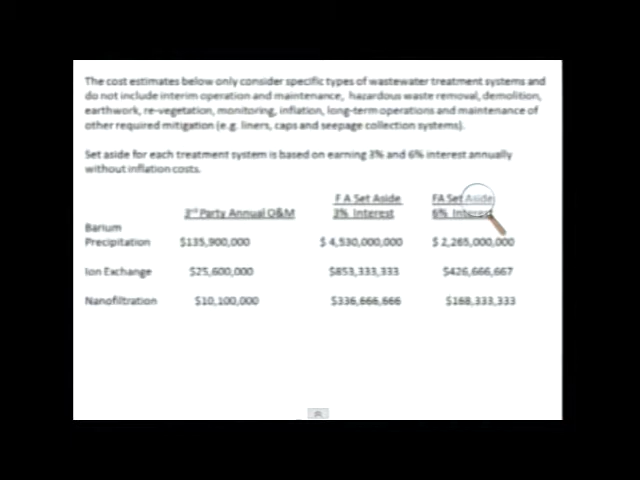 The cost estimates below only consider specific types of wastewater treatment systems and
do not include interim operation and maintenance, hazardous waste removal, demolition,
earthwork, re-vegetation, monitoring, inflation, long-term operations and maintenance of
other required mitigation (e.g. liners, caps and seepage collection systems).
Set aside for each treatment system is based on earning 3% and 6% interest annually
without inflation costs.
F A Set Aside FA Set Aside
3rd Party Annual O&M 3% Interest 6% Interest
Barium
Precipitation $135,900,000 $ 4,530,000,000 $ 2,265,000,000
Ion Exchange $25,600,000 $853,333,333 $426,666,667
Nanofiltration $10,100,000 $336,666,666 $168,333,333